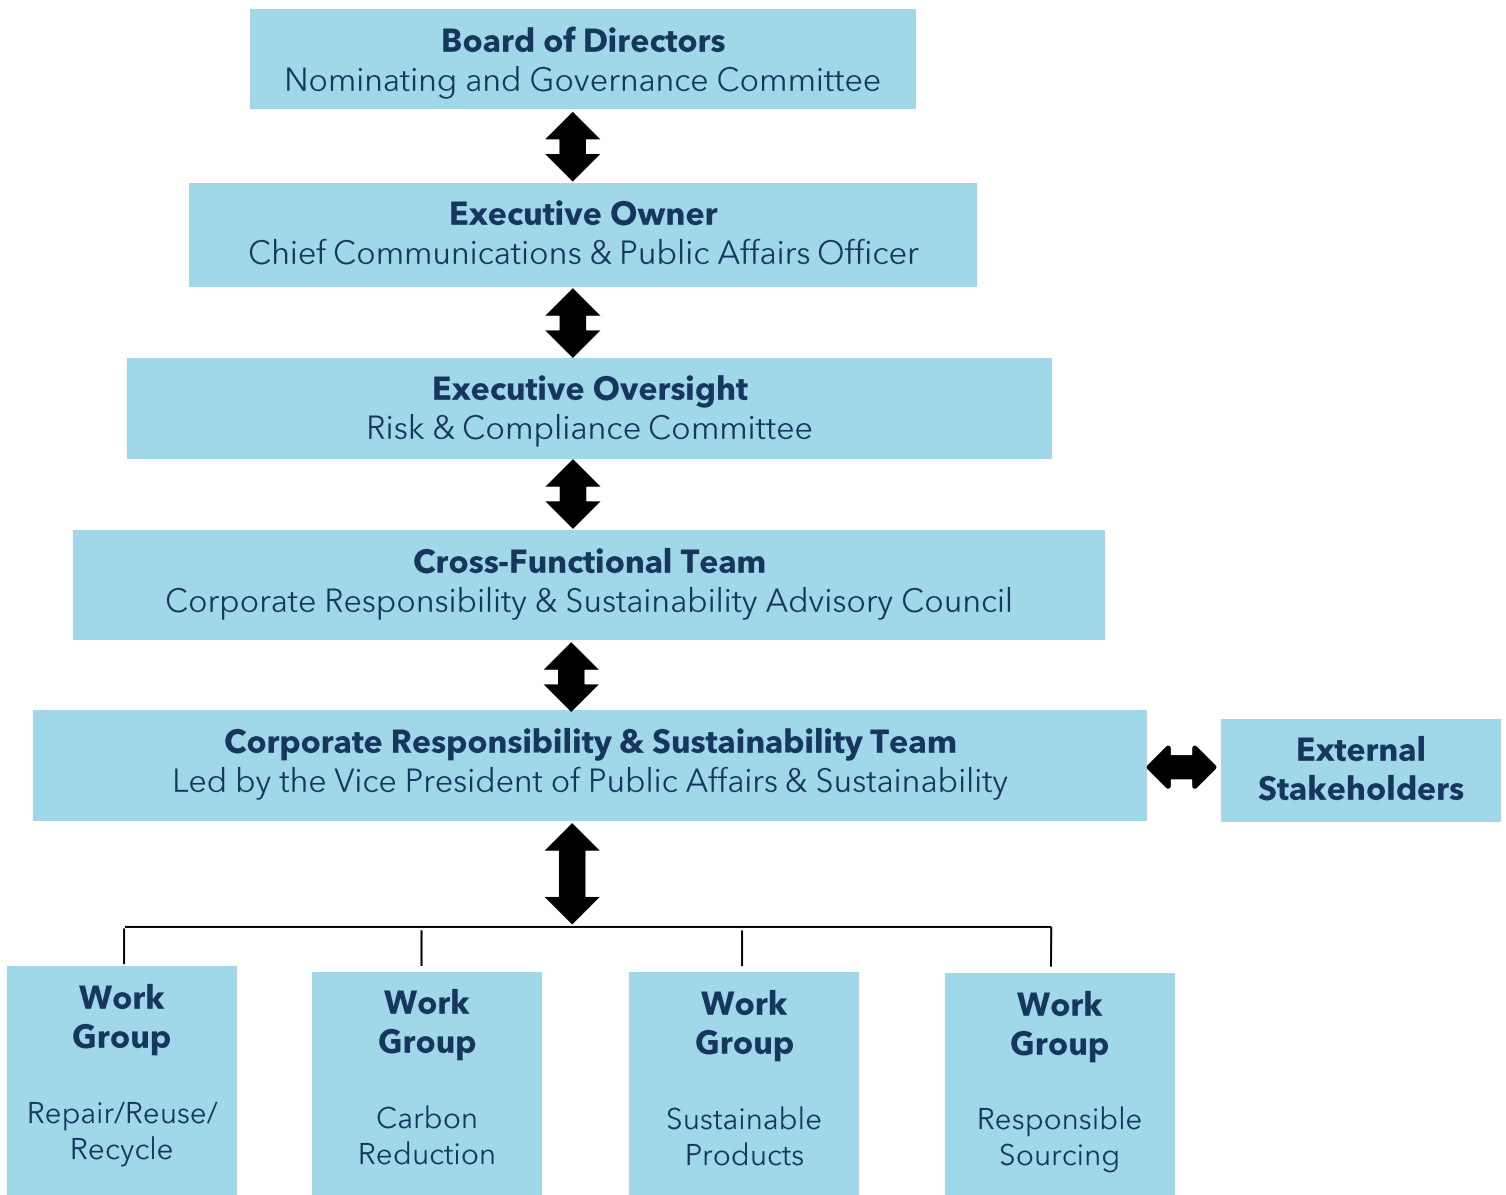 Board of Directors
Nominating and Governance Committee
Executive Owner
Chief Communications & Public Affairs Officer
Executive Oversight
Risk & Compliance Committee
Cross-Functional Team
Corporate Responsibility & Sustainability Advisory Council
Corporate Responsibility & Sustainability Team
Led by the Vice President of Public Affairs & Sustainability
External
Stakeholders
Work
Group
Repair/Reuse/
Recycle
Work
Group
Carbon
Reduction
Work
Group
Sustainable
Products
Work
Group
Responsible
Sourcing